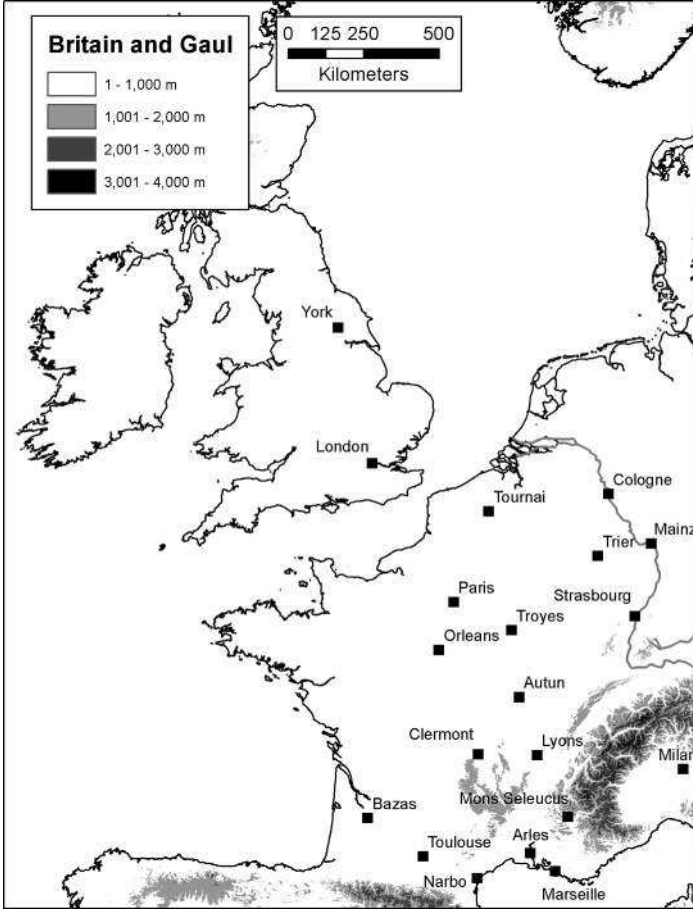 Britain and Gaul
1 - 1,000 m
1,001 - 2,000 m
2,001 - 3,000 m
3,001 - 4,000 m
0 125 250 500
Kilometers
York
London
Cologne
Tournai
Mainz
Trier
Paris
Strasbourg
Troyes
Orleans
Autun
Clermont
Lyons
Milan
Mons Seleucus
Bazas
Arles
Toulouse
Narbo
Marseille